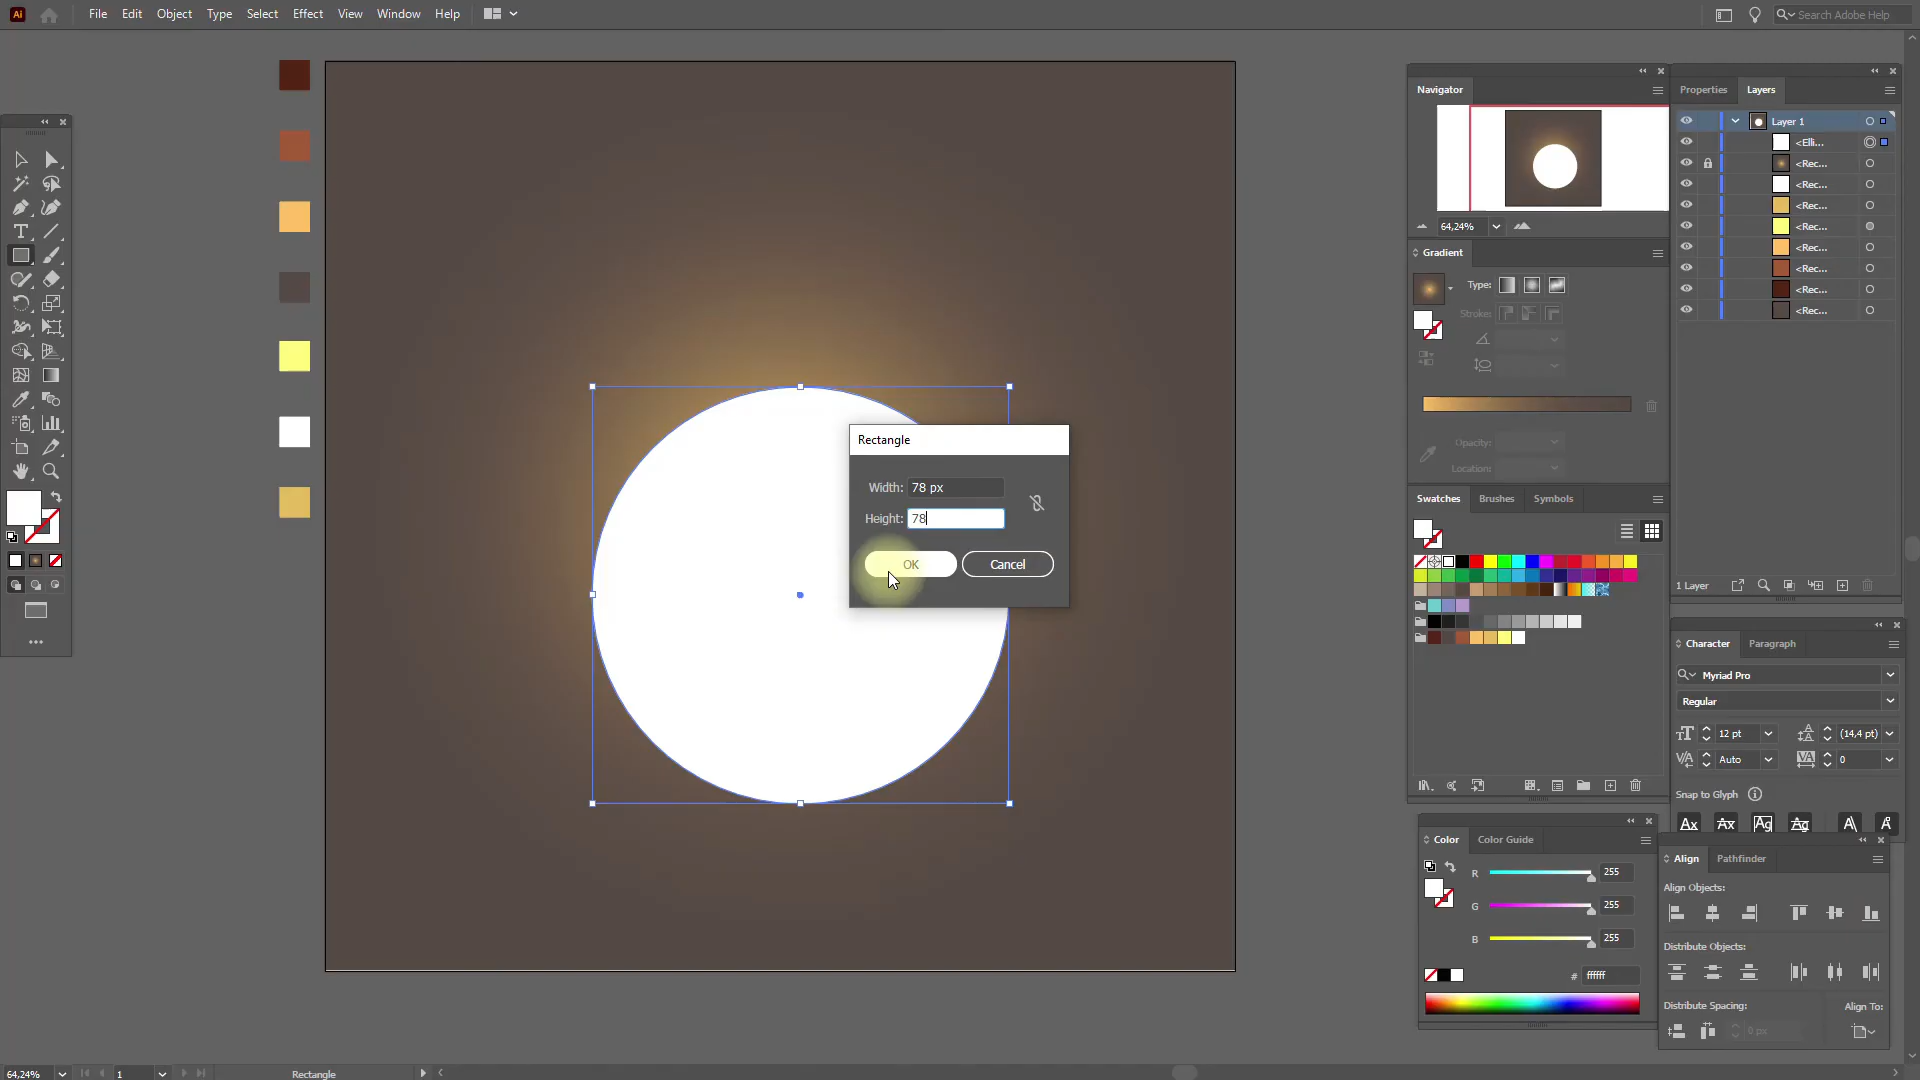 Ai
File Edit Object Type Select Effect View Window Help
Search Adobe Help
Navigator
Properties
Layers
Layer 1
<Elli...
<Rec...
<Rec...
<Rec...
<Rec...
<Rec...
<Rec...
<Rec...
<Rec...
64,24%
Gradient
Type:
Stroke:
Opacity:
Location:
Rectangle
Width: 78 px
Height: 78
OK
Cancel
Swatches
Brushes
Symbols
1 Layer
Character
Paragraph
Myriad Pro
Regular
12 pt
(14,4 pt)
Auto
0
Snap to Glyph
Color
Color Guide
R 255
G 255
B 255
# ffffff
Align
Pathfinder
Align Objects:
Distribute Objects:
Distribute Spacing:
Align To:
0 px
64,24%
1
Rectangle